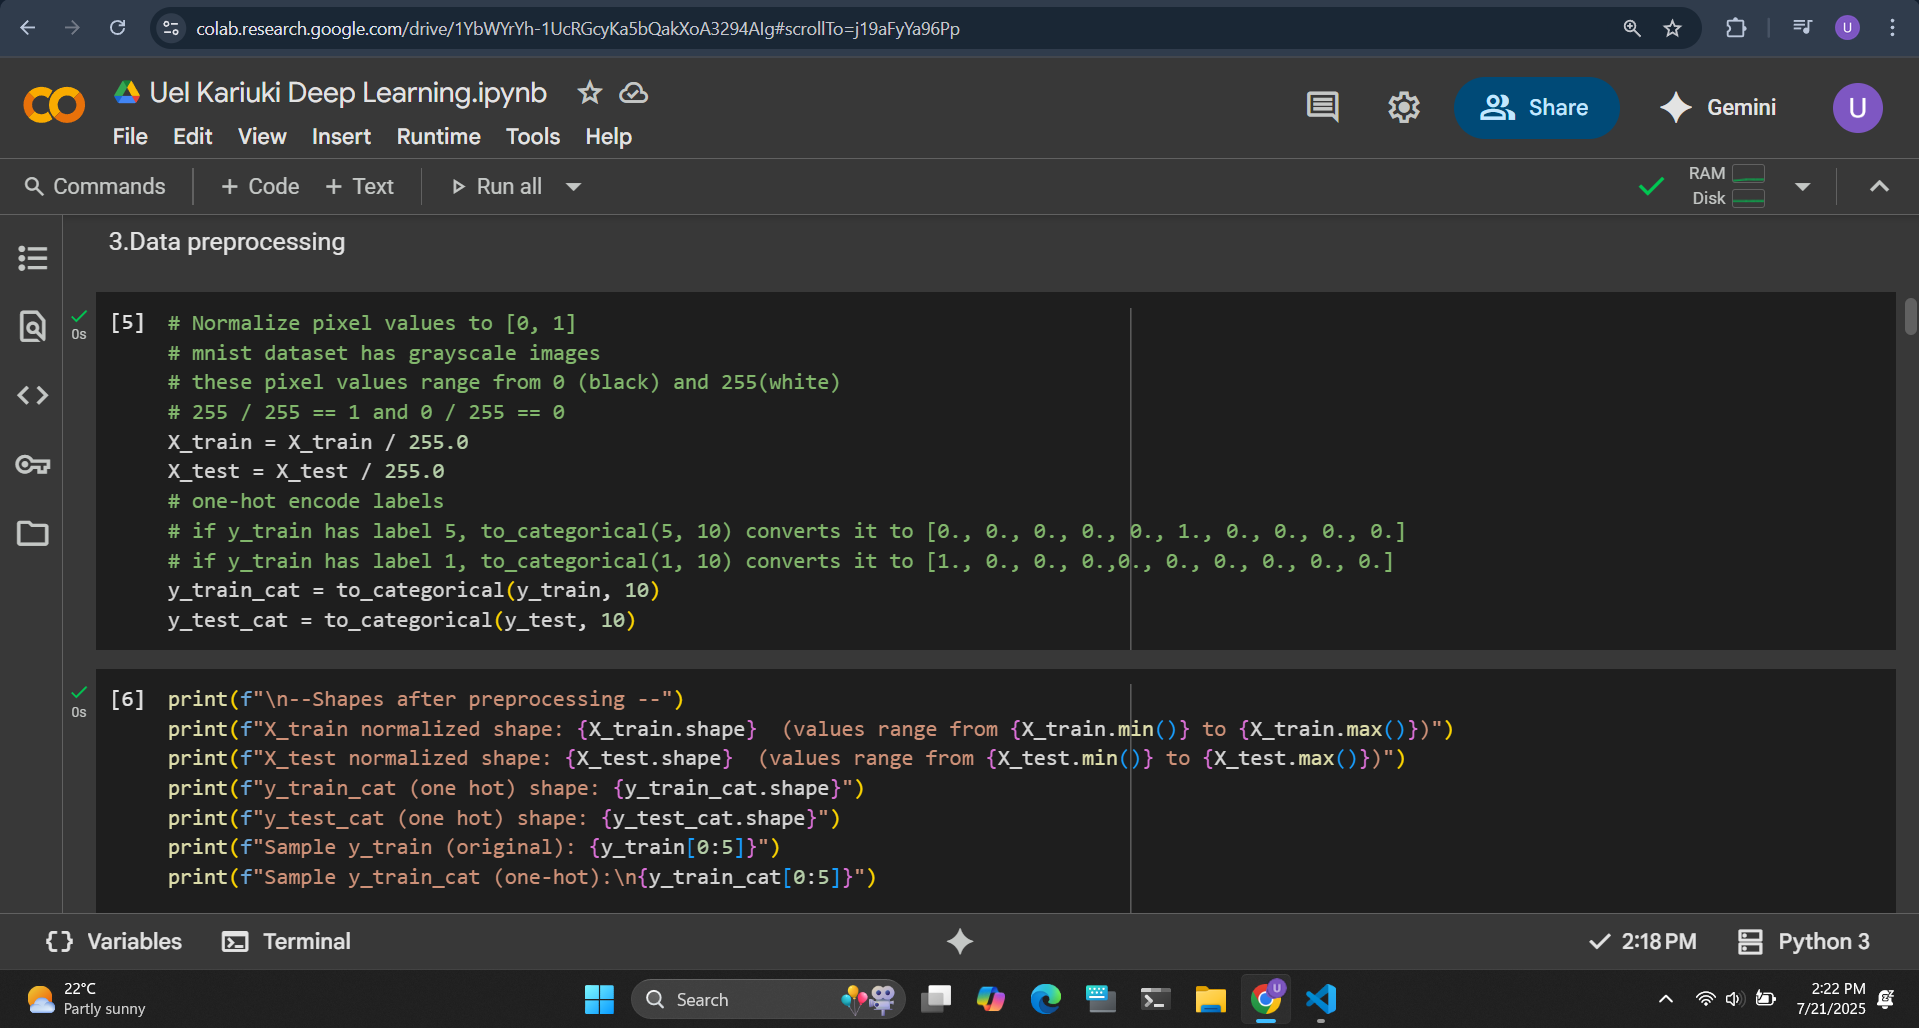 colab.research.google.com/drive/1YbWYrYh-1UcRGcyKa5bQakXoA3294AIg#scrollTo=j19aFyYa96Pp
U
Uel Kariuki Deep Learning.ipynb
File Edit View Insert Runtime Tools Help
Share
Gemini
U
Commands + Code + Text Run all
RAM
Disk
3.Data preprocessing
0s
[5] # Normalize pixel values to [0, 1]
# mnist dataset has grayscale images
# these pixel values range from 0 (black) and 255(white)
# 255 / 255 == 1 and 0 / 255 == 0
X_train = X_train / 255.0
X_test = X_test / 255.0
# one-hot encode labels
# if y_train has label 5, to_categorical(5, 10) converts it to [0., 0., 0., 0., 0., 1., 0., 0., 0., 0.]
# if y_train has label 1, to_categorical(1, 10) converts it to [1., 0., 0., 0.,0., 0., 0., 0., 0., 0.]
y_train_cat = to_categorical(y_train, 10)
y_test_cat = to_categorical(y_test, 10)
0s
[6] print(f"\n--Shapes after preprocessing --")
print(f"X_train normalized shape: {X_train.shape}  (values range from {X_train.min()} to {X_train.max()})")
print(f"X_test normalized shape: {X_test.shape}  (values range from {X_test.min()} to {X_test.max()})")
print(f"y_train_cat (one hot) shape: {y_train_cat.shape}")
print(f"y_test_cat (one hot) shape: {y_test_cat.shape}")
print(f"Sample y_train (original): {y_train[0:5]}")
print(f"Sample y_train_cat (one-hot):\n{y_train_cat[0:5]}")
Variables Terminal
2:18 PM Python 3
22°C
Partly sunny
Search
U
2:22 PM
7/21/2025